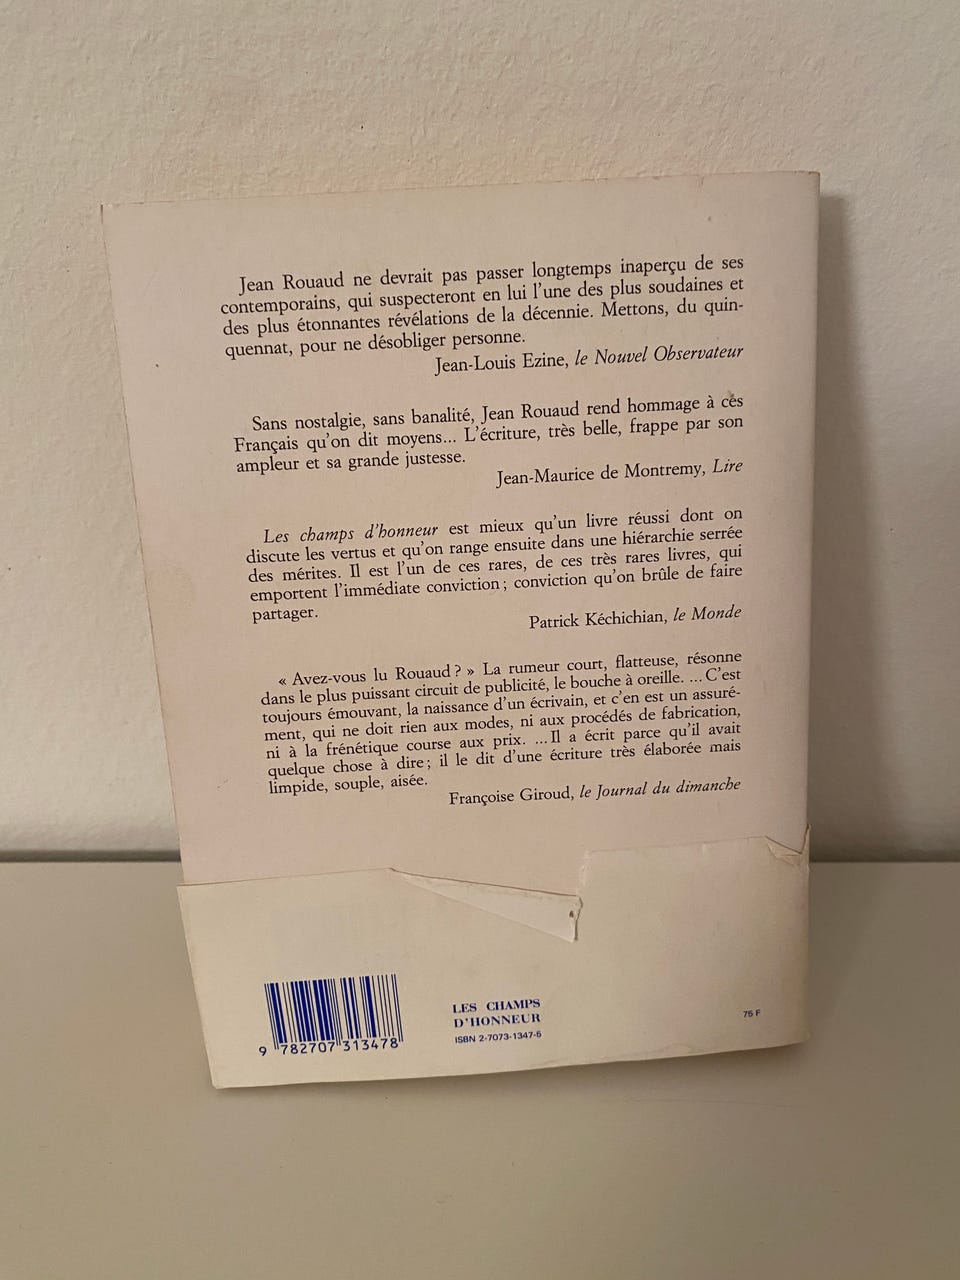 Jean Rouaud ne devrait pas passer longtemps inaperçu de ses
contemporains, qui suspecteront en lui l'une des plus soudaines et
des plus étonnantes révélations de la décennie. Mettons, du quin-
quennat, pour ne désobliger personne.
Jean-Louis Ezine, le Nouvel Observateur
Sans nostalgie, sans banalité, Jean Rouaud rend hommage à cés
Français qu'on dit moyens... L'écriture, très belle, frappe par son
ampleur et sa grande justesse.
Jean-Maurice de Montremy, Lire
Les champs d'honneur est mieux qu'un livre réussi dont on
discute les vertus et qu'on range ensuite dans une hiérarchie serrée
des mérites. Il est l'un de ces rares, de ces très rares livres, qui
emportent l'immédiate conviction ; conviction qu'on brûle de faire
partager.
Patrick Kéchichian, le Monde
« Avez-vous lu Rouaud ? » La rumeur court, flatteuse, résonne
dans le plus puissant circuit de publicité, le bouche à oreille. ... C'est
toujours émouvant, la naissance d'un écrivain, et c'en est un assuré-
ment, qui ne doit rien aux modes, ni aux procédés de fabrication,
ni à la frénétique course aux prix. ... Il a écrit parce qu'il avait
quelque chose à dire ; il le dit d'une écriture très élaborée mais
limpide, souple, aisée.
Françoise Giroud, le Journal du dimanche
9 782707 313478
LES CHAMPS
D'HONNEUR
ISBN 2-7073-1347-5
75 F